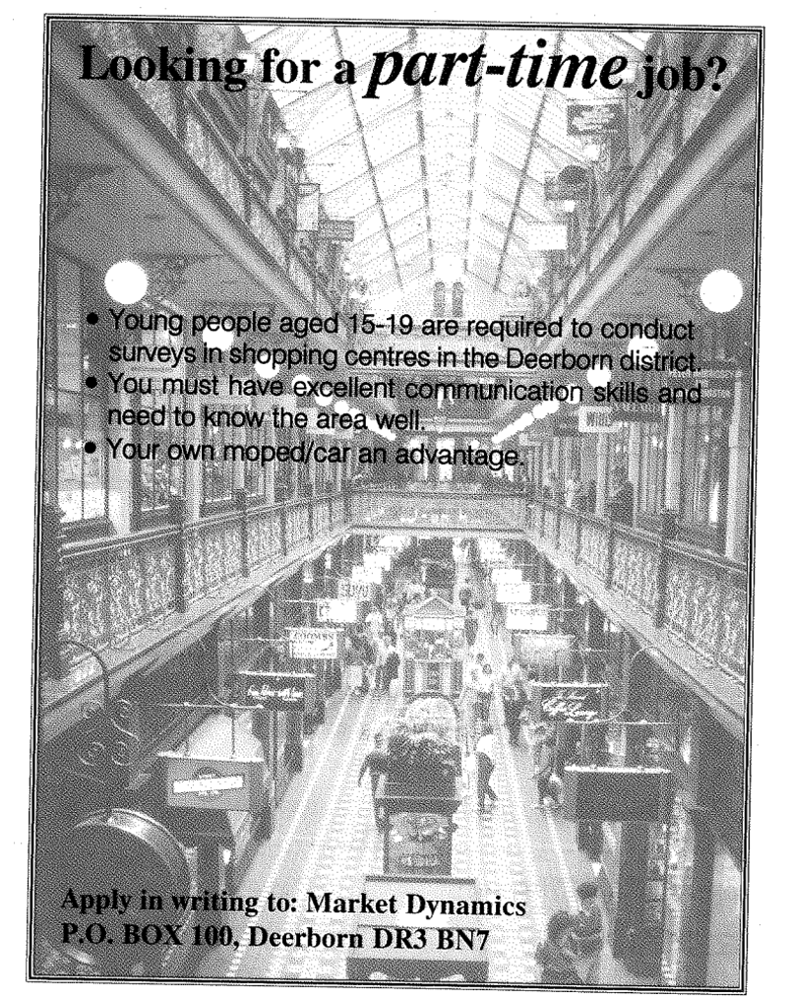 Looking for a part-time job?
• Young people aged 15-19 are required to conduct
surveys in shopping centres in the Deerborn district.
• You must have excellent communication skills and
need to know the area well.
• Your own moped/car an advantage.
Apply in writing to: Market Dynamics
P.O. BOX 100, Deerborn DR3 BN7